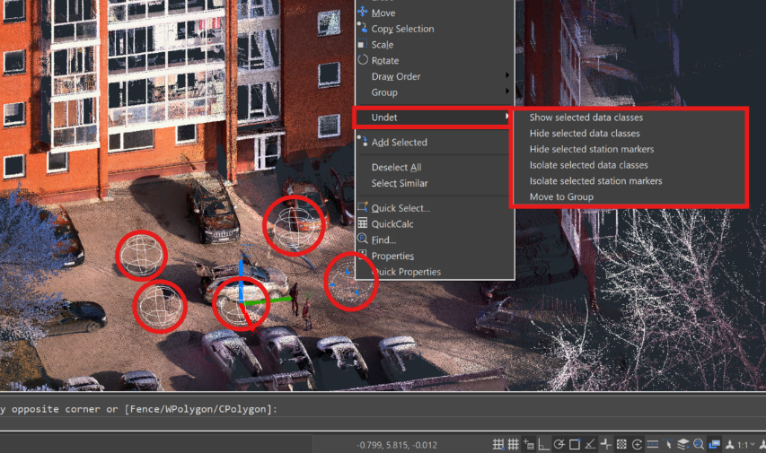 Move
Copy Selection
Scale
Rotate
Draw Order
Group
Undet
Add Selected
Deselect All
Select Similar
Quick Select...
QuickCalc
Find...
Properties
Quick Properties
Show selected data classes
Hide selected data classes
Hide selected station markers
Isolate selected data classes
Isolate selected station markers
Move to Group
y opposite corner or [Fence/WPolygon/CPolygon]:
-0.799, 5.815, -0.012
1:1